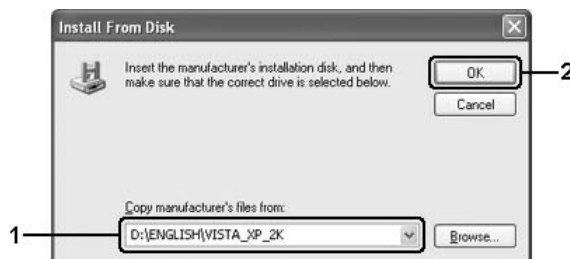 Install From Disk
Insert the manufacturer's installation disk, and then
make sure that the correct drive is selected below.
OK
2
Cancel
Copy manufacturer's files from:
1
D:\ENGLISH\VISTA_XP_2K
Browse...